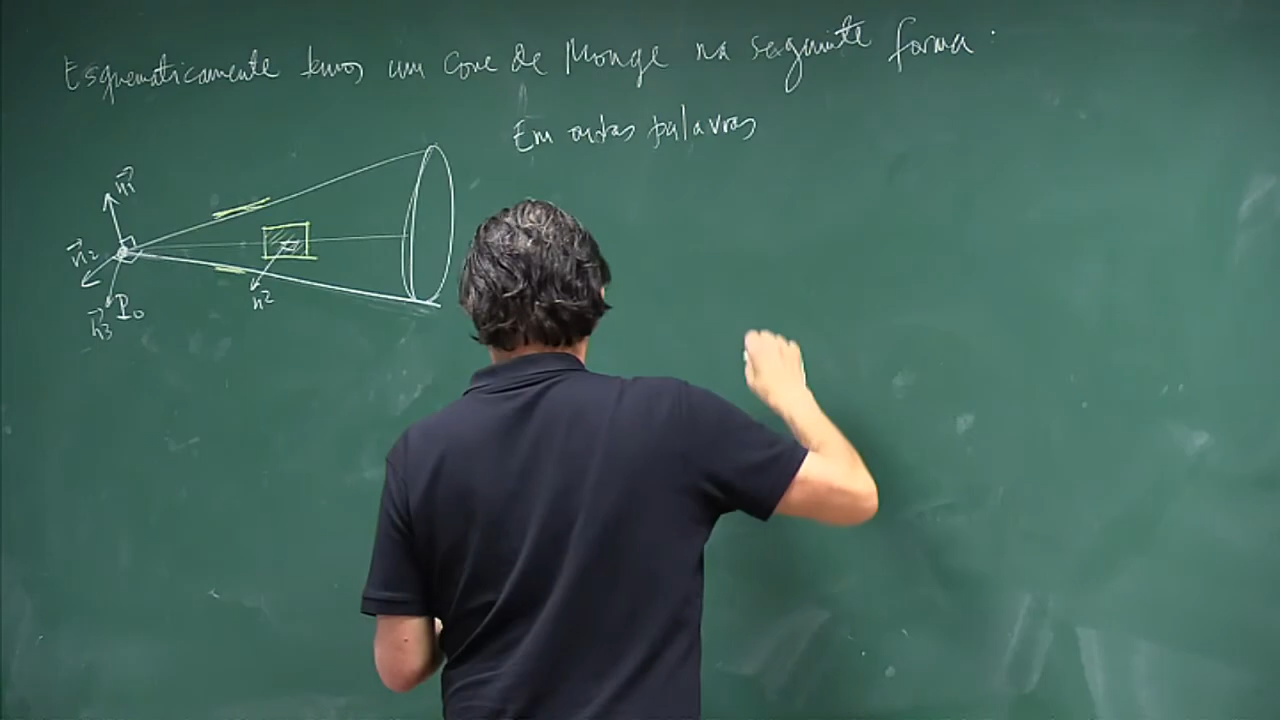 Esquematicamente temos um Cone de Monge na seguinte forma:
Em outras palavras
n1
n2
n3
P0
n2